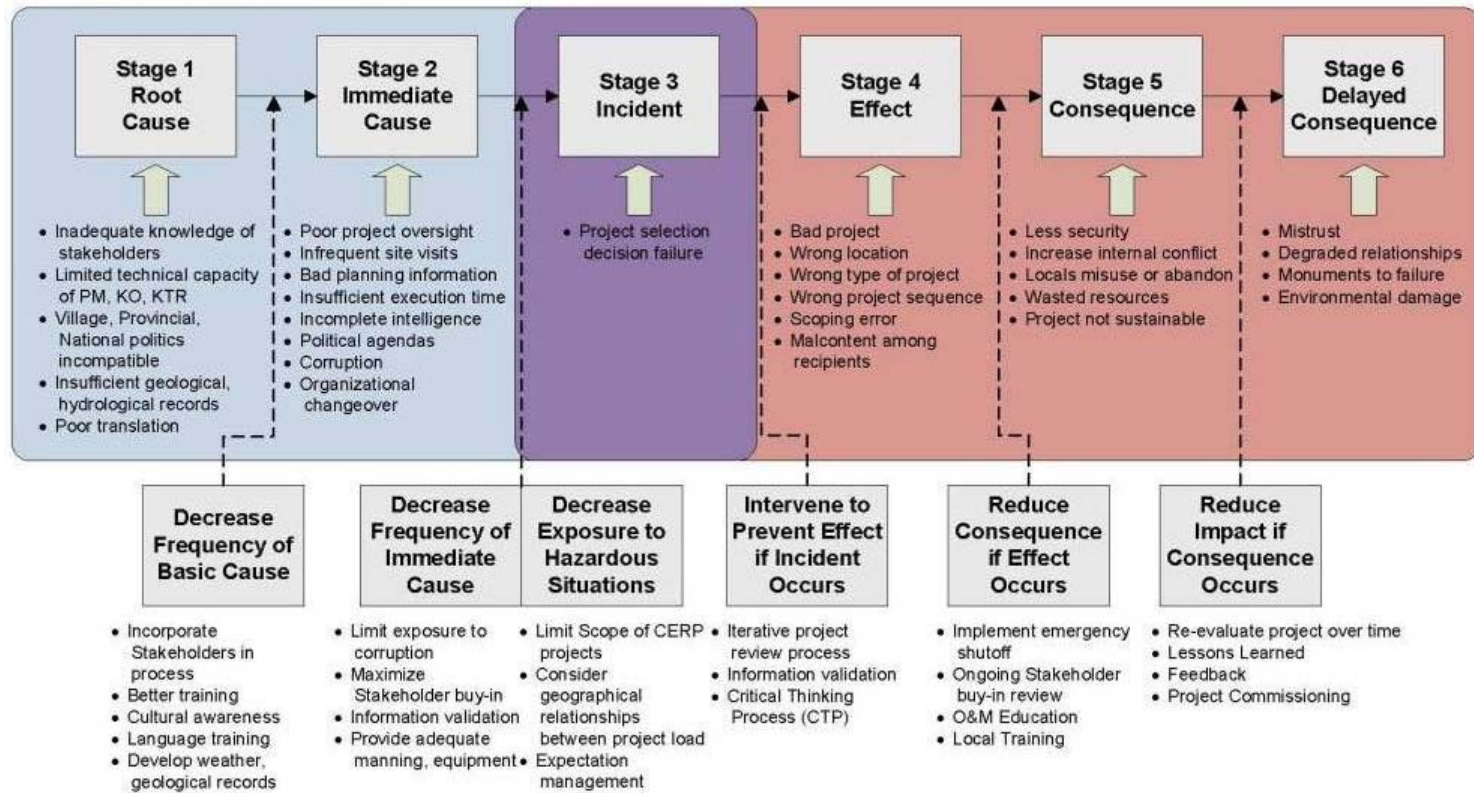 Stage 1
Root
Cause
Stage 2
Immediate
Cause
Stage 3
Incident
Stage 4
Effect
Stage 5
Consequence
Stage 6
Delayed
Consequence
• Inadequate knowledge of
stakeholders
• Limited technical capacity
of PM, KO, KTR
• Village, Provincial,
National politics
incompatible
• Insufficient geological,
hydrological records
• Poor translation
• Poor project oversight
• Infrequent site visits
• Bad planning information
• Insufficient execution time
• Incomplete intelligence
• Political agendas
• Corruption
• Organizational
changeover
• Project selection
decision failure
• Bad project
• Wrong location
• Wrong type of project
• Wrong project sequence
• Scoping error
• Malcontent among
recipients
• Less security
• Increase internal conflict
• Locals misuse or abandon
• Wasted resources
• Project not sustainable
• Mistrust
• Degraded relationships
• Monuments to failure
• Environmental damage
Decrease
Frequency of
Basic Cause
Decrease
Frequency of
Immediate
Cause
Decrease
Exposure to
Hazardous
Situations
Intervene to
Prevent Effect
if Incident
Occurs
Reduce
Consequence
if Effect
Occurs
Reduce
Impact if
Consequence
Occurs
• Incorporate
Stakeholders in
process
• Better training
• Cultural awareness
• Language training
• Develop weather,
geological records
• Limit exposure to
corruption
• Maximize
Stakeholder buy-in
• Information validation
• Provide adequate
manning, equipment
• Limit Scope of CERP
projects
• Consider
geographical
relationships
between project load
• Expectation
management
• Iterative project
review process
• Information validation
• Critical Thinking
Process (CTP)
• Implement emergency
shutoff
• Ongoing Stakeholder
buy-in review
• O&M Education
• Local Training
• Re-evaluate project over time
• Lessons Learned
• Feedback
• Project Commissioning